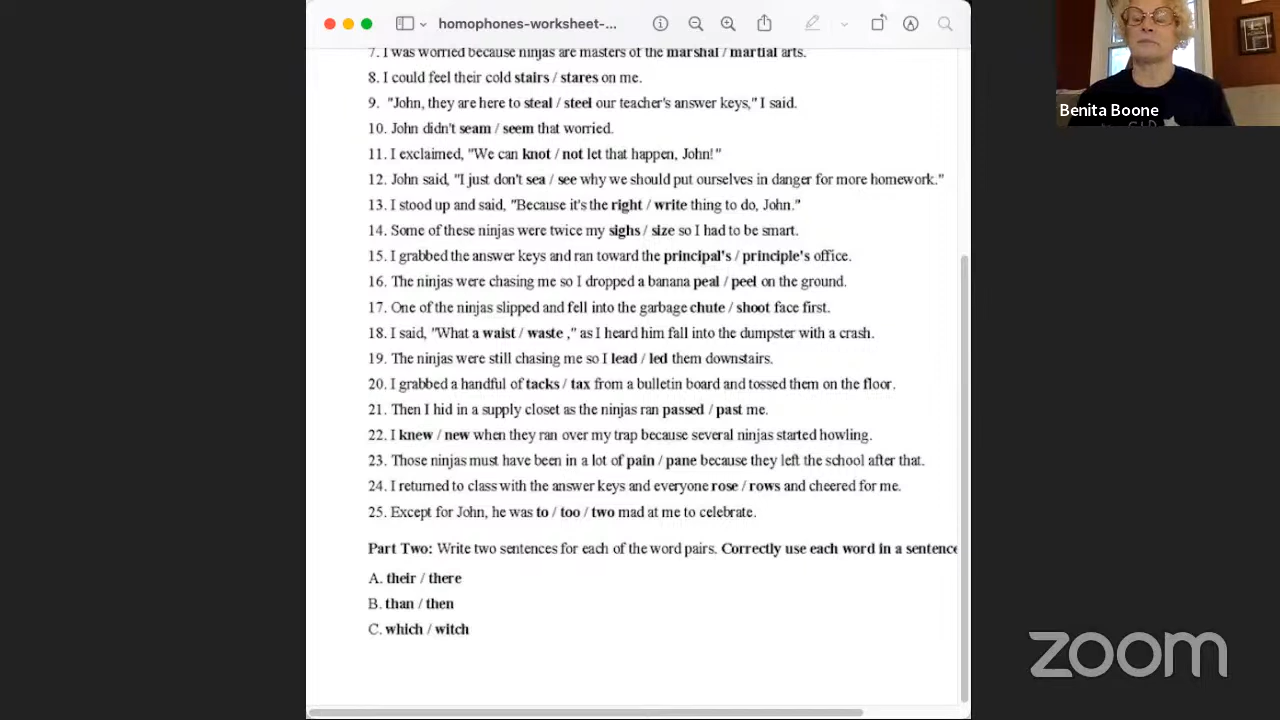 homophones-worksheet-...
7. I was worried because ninjas are masters of the marshal / martial arts.
8. I could feel their cold stairs / stares on me.
9. "John, they are here to steal / steel our teacher's answer keys," I said.
10. John didn't seam / seem that worried.
11. I exclaimed, "We can knot / not let that happen, John!"
12. John said, "I just don't sea / see why we should put ourselves in danger for more homework."
13. I stood up and said, "Because it's the right / write thing to do, John."
14. Some of these ninjas were twice my sighs / size so I had to be smart.
15. I grabbed the answer keys and ran toward the principal's / principle's office.
16. The ninjas were chasing me so I dropped a banana peal / peel on the ground.
17. One of the ninjas slipped and fell into the garbage chute / shoot face first.
18. I said, "What a waist / waste ," as I heard him fall into the dumpster with a crash.
19. The ninjas were still chasing me so I lead / led them downstairs.
20. I grabbed a handful of tacks / tax from a bulletin board and tossed them on the floor.
21. Then I hid in a supply closet as the ninjas ran passed / past me.
22. I knew / new when they ran over my trap because several ninjas started howling.
23. Those ninjas must have been in a lot of pain / pane because they left the school after that.
24. I returned to class with the answer keys and everyone rose / rows and cheered for me.
25. Except for John, he was to / too / two mad at me to celebrate.
Part Two: Write two sentences for each of the word pairs. Correctly use each word in a sentence
A. their / there
B. than / then
C. which / witch
Benita Boone
zoom